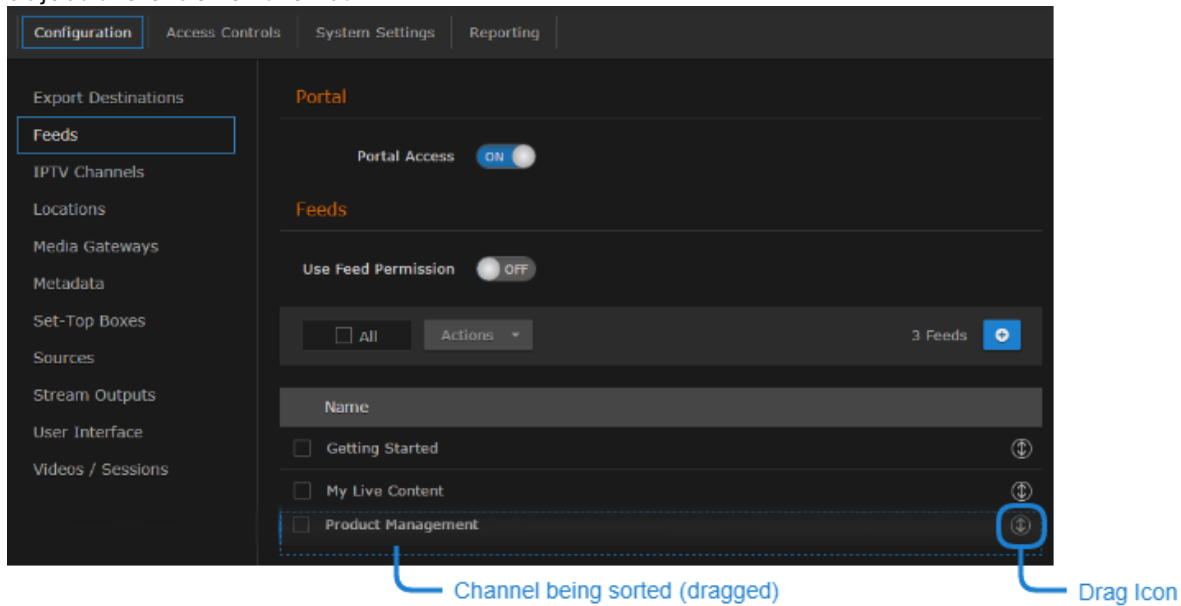 Configuration Access Controls System Settings Reporting
Export Destinations
Feeds
IPTV Channels
Locations
Media Gateways
Metadata
Set-Top Boxes
Sources
Stream Outputs
User Interface
Videos / Sessions
Portal
Portal Access ON
Feeds
Use Feed Permission OFF
All Actions 3 Feeds
Name
Getting Started
My Live Content
Product Management
Channel being sorted (dragged)
Drag Icon